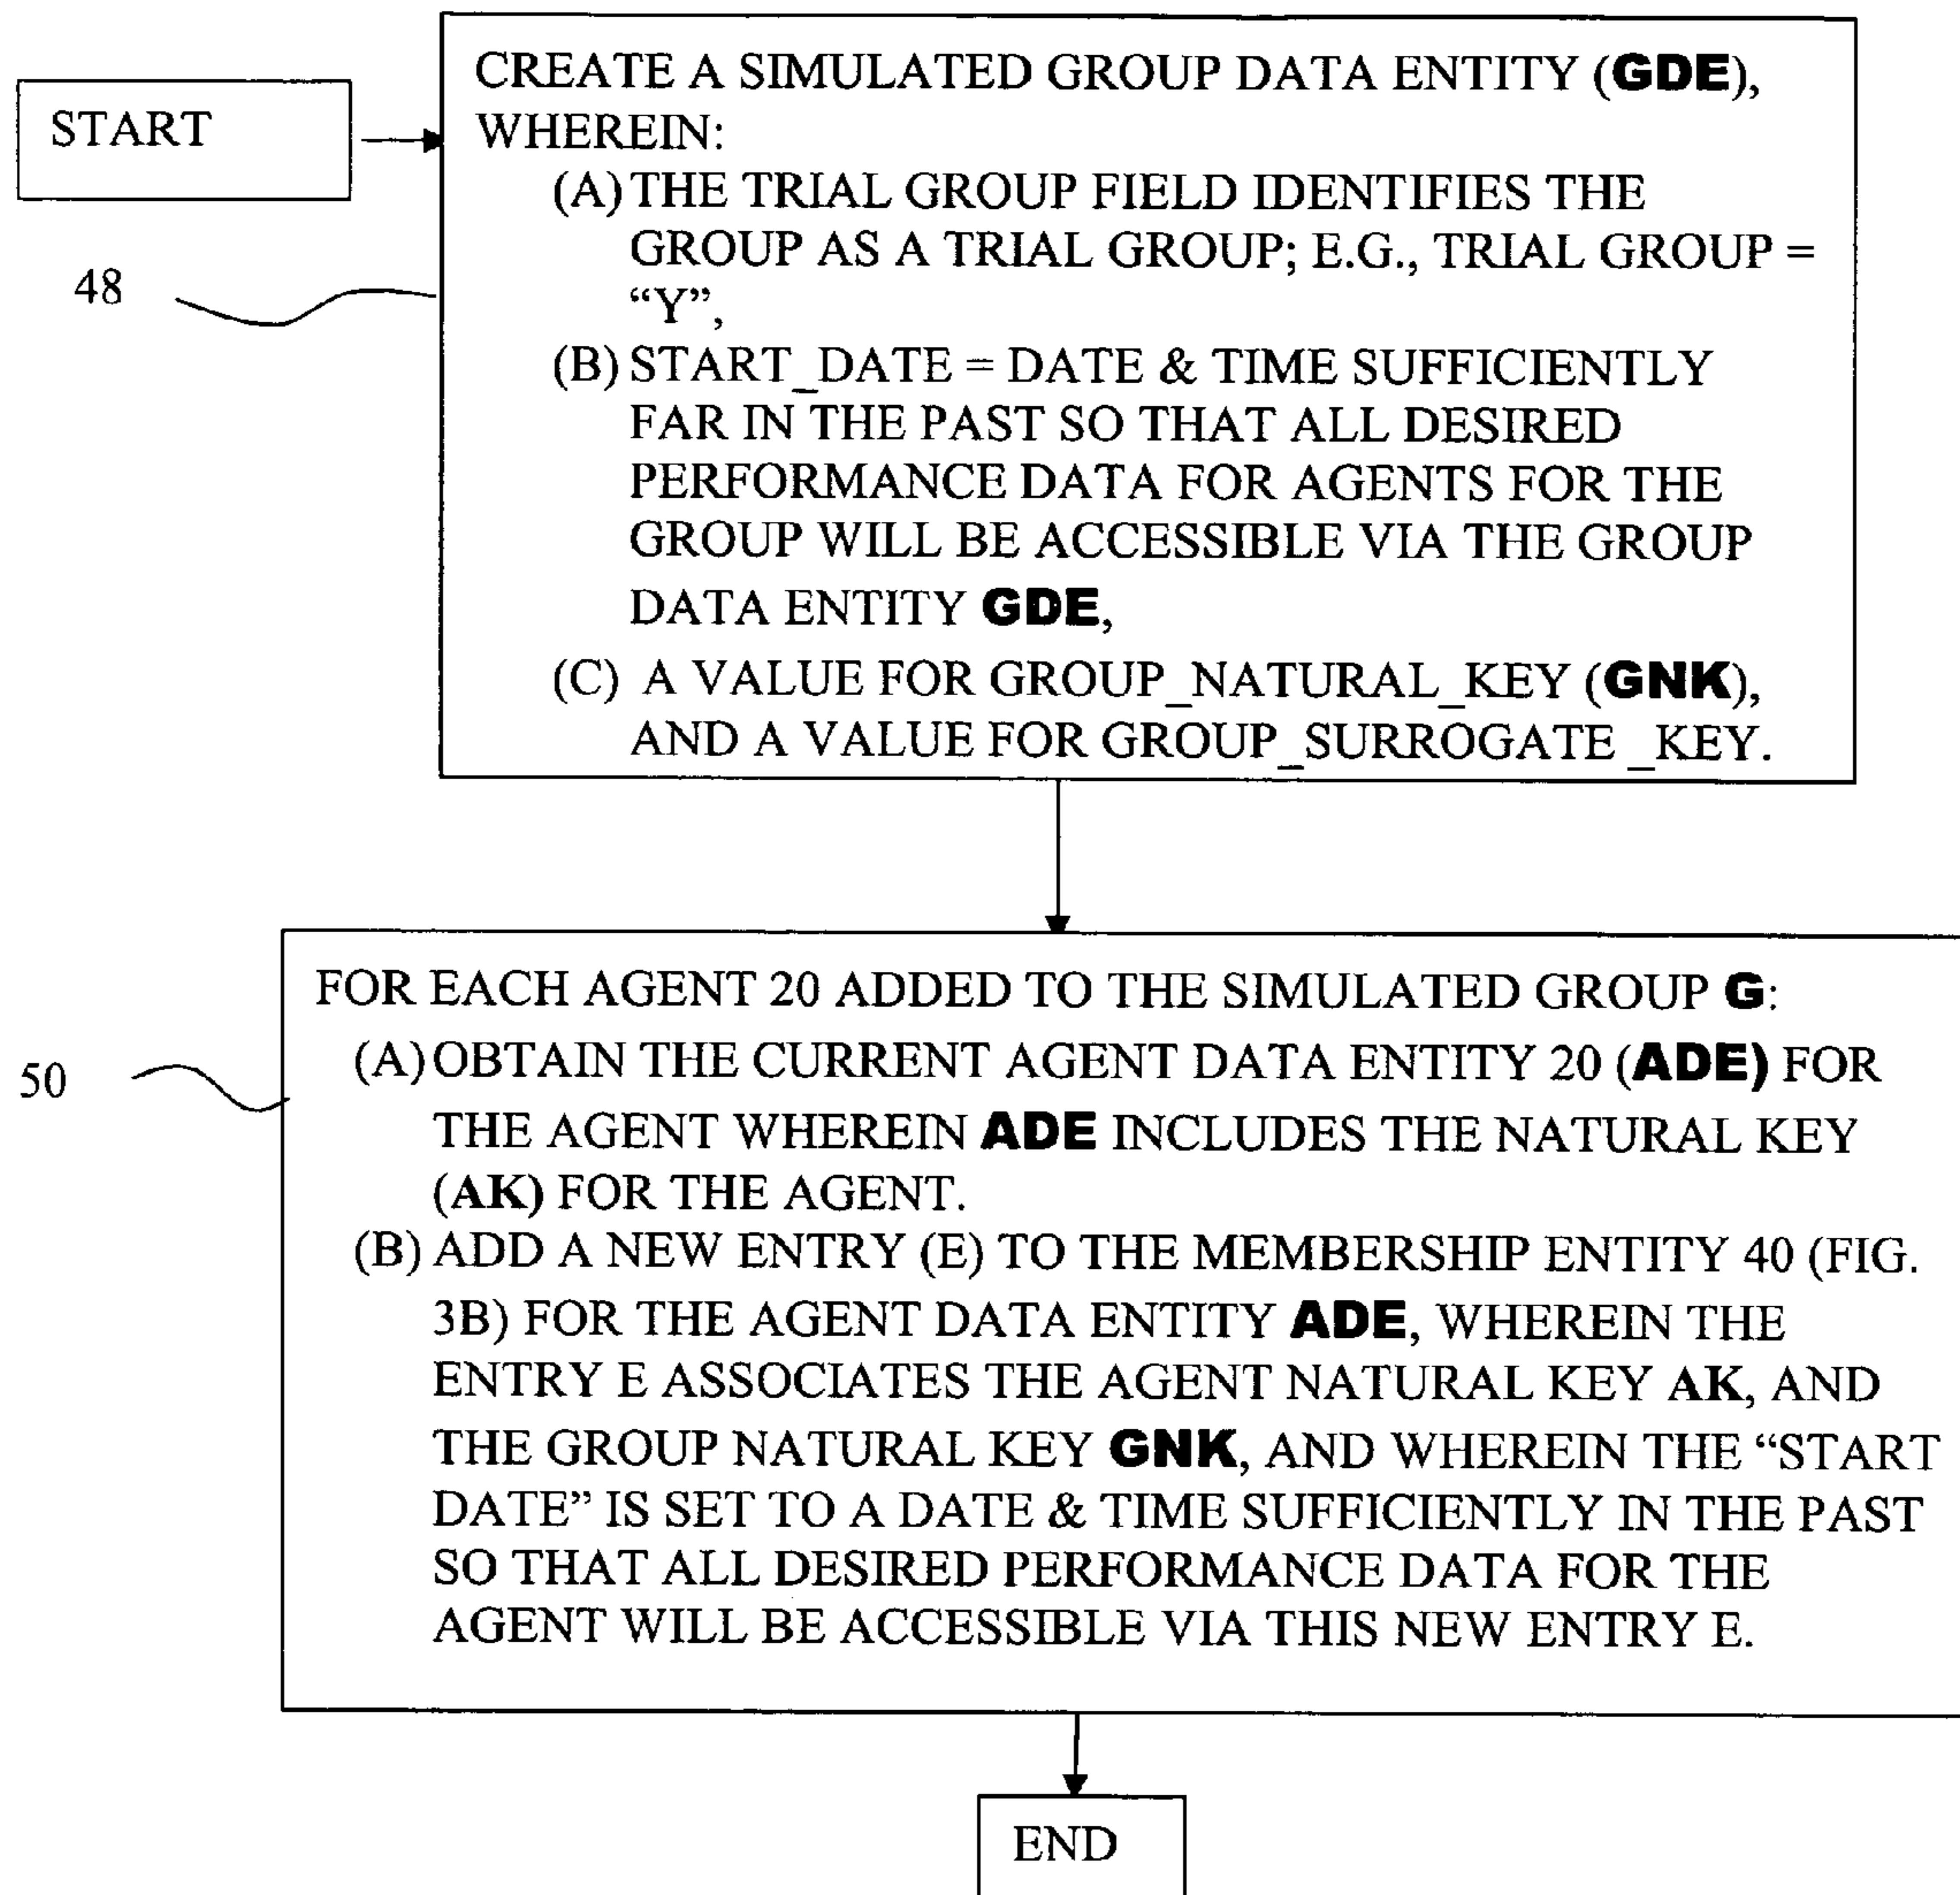 START
CREATE A SIMULATED GROUP DATA ENTITY (GDE),
WHEREIN:
(A) THE TRIAL GROUP FIELD IDENTIFIES THE
GROUP AS A TRIAL GROUP; E.G., TRIAL GROUP =
“Y”,
(B) START_DATE = DATE & TIME SUFFICIENTLY
FAR IN THE PAST SO THAT ALL DESIRED
PERFORMANCE DATA FOR AGENTS FOR THE
GROUP WILL BE ACCESSIBLE VIA THE GROUP
DATA ENTITY GDE,
(C) A VALUE FOR GROUP_NATURAL_KEY (GNK),
AND A VALUE FOR GROUP_SURROGATE _KEY.
48
FOR EACH AGENT 20 ADDED TO THE SIMULATED GROUP G:
(A) OBTAIN THE CURRENT AGENT DATA ENTITY 20 (ADE) FOR
THE AGENT WHEREIN ADE INCLUDES THE NATURAL KEY
(AK) FOR THE AGENT.
(B) ADD A NEW ENTRY (E) TO THE MEMBERSHIP ENTITY 40 (FIG.
3B) FOR THE AGENT DATA ENTITY ADE, WHEREIN THE
ENTRY E ASSOCIATES THE AGENT NATURAL KEY AK, AND
THE GROUP NATURAL KEY GNK, AND WHEREIN THE “START
DATE” IS SET TO A DATE & TIME SUFFICIENTLY IN THE PAST
SO THAT ALL DESIRED PERFORMANCE DATA FOR THE
AGENT WILL BE ACCESSIBLE VIA THIS NEW ENTRY E.
50
END